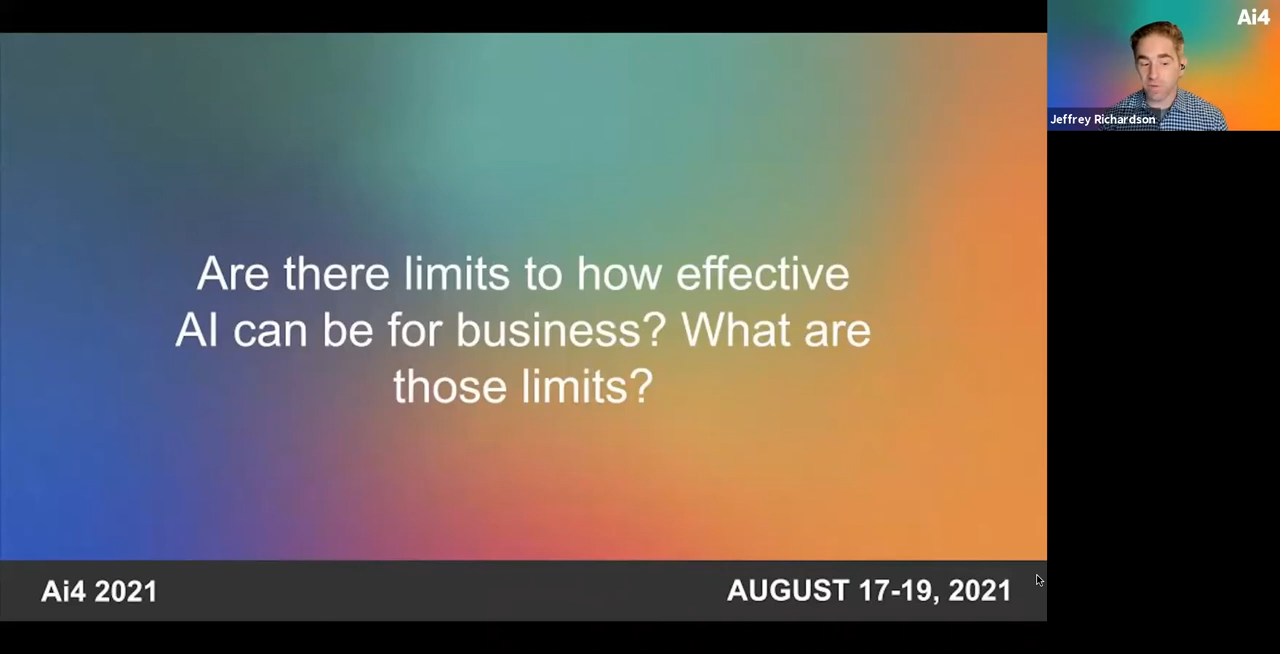 Are there limits to how effective
AI can be for business? What are
those limits?
Ai4 2021
AUGUST 17-19, 2021
Ai4
Jeffrey Richardson